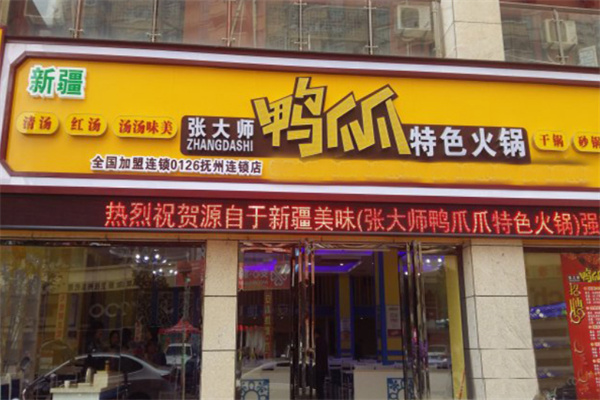 新疆
清汤 红汤 汤汤味美
张大师
ZHANGDASHI
鸭爪爪
特色火锅
干锅 砂锅
全国加盟连锁0126抚州连锁店
热烈祝贺源自于新疆美味(张大师鸭爪爪特色火锅)强
招聘